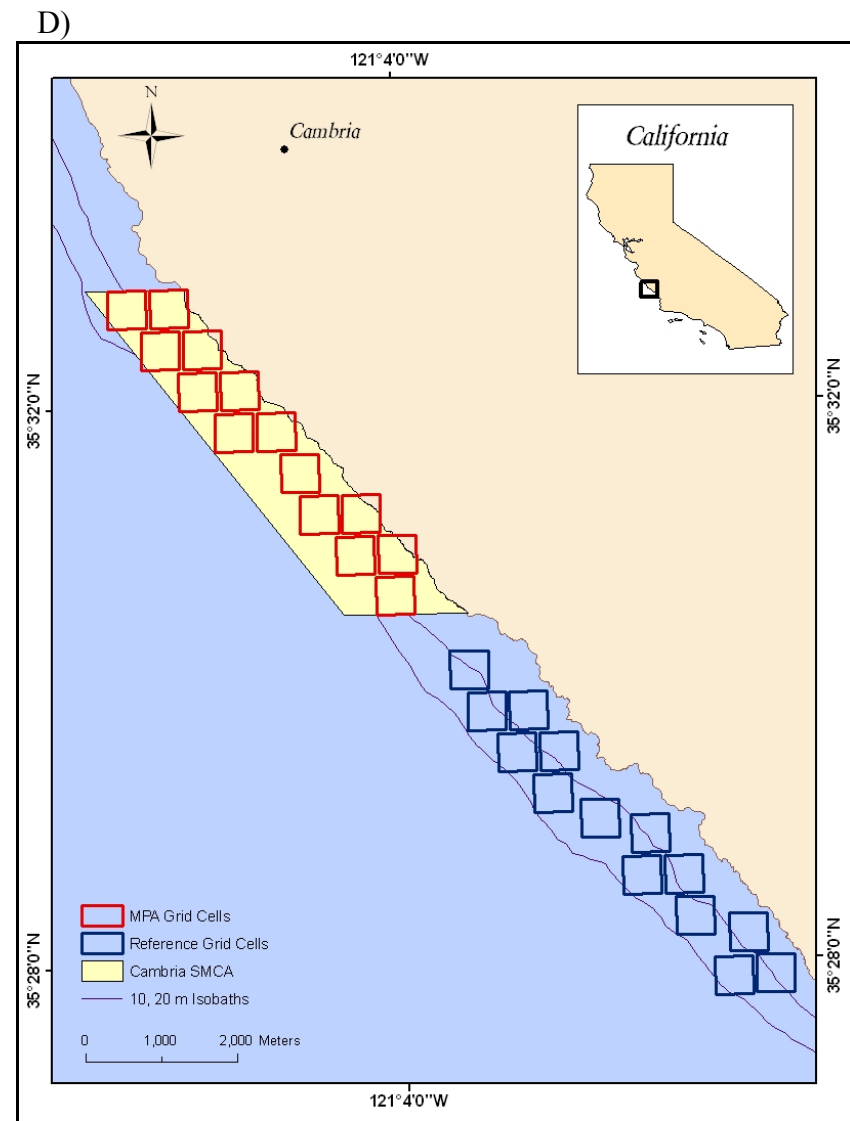 D)
121°4'0"W
N
Cambria
California
35°32'0"N
35°32'0"N
MPA Grid Cells
Reference Grid Cells
Cambria SMCA
10, 20 m Isobaths
35°28'0"N
35°28'0"N
0 1,000 2,000 Meters
121°4'0"W